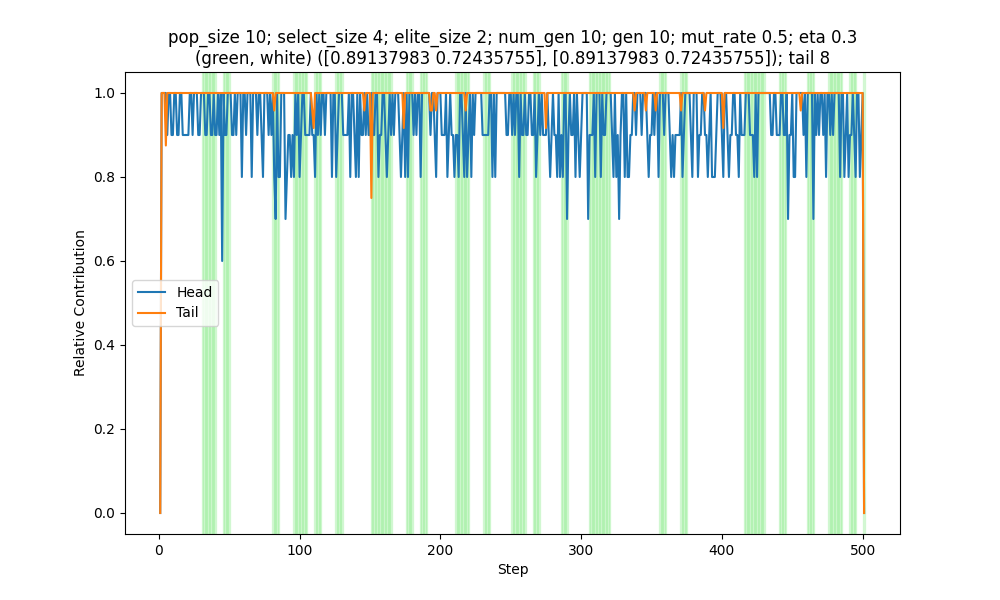 pop_size 10; select_size 4; elite_size 2; num_gen 10; gen 10; mut_rate 0.5; eta 0.3
(green, white) ([0.89137983 0.72435755], [0.89137983 0.72435755]); tail 8
Relative Contribution
1.0
0.8
0.6
0.4
0.2
0.0
Head
Tail
0
100
200
300
400
500
Step